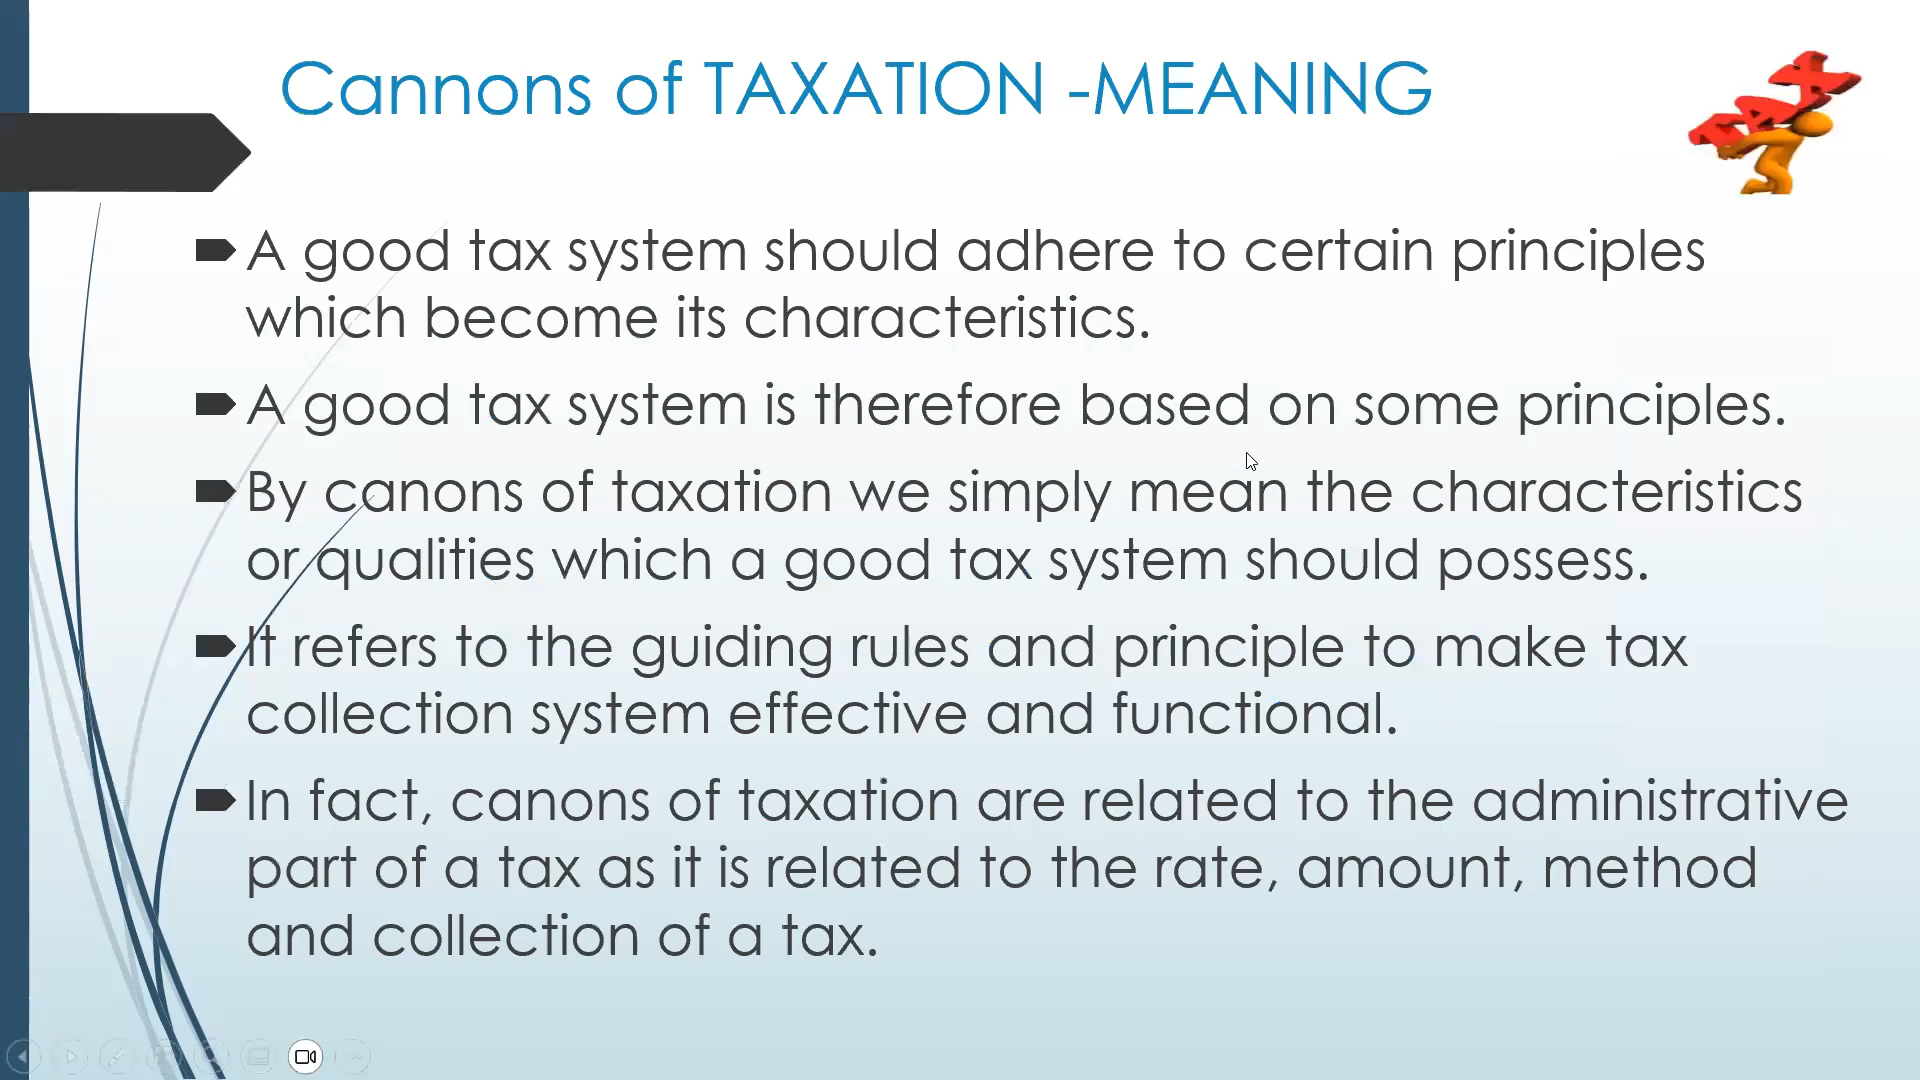 Cannons of TAXATION -MEANING
TAX
A good tax system should adhere to certain principles
which become its characteristics.
A good tax system is therefore based on some principles.
By canons of taxation we simply mean the characteristics
or qualities which a good tax system should possess.
It refers to the guiding rules and principle to make tax
collection system effective and functional.
In fact, canons of taxation are related to the administrative
part of a tax as it is related to the rate, amount, method
and collection of a tax.